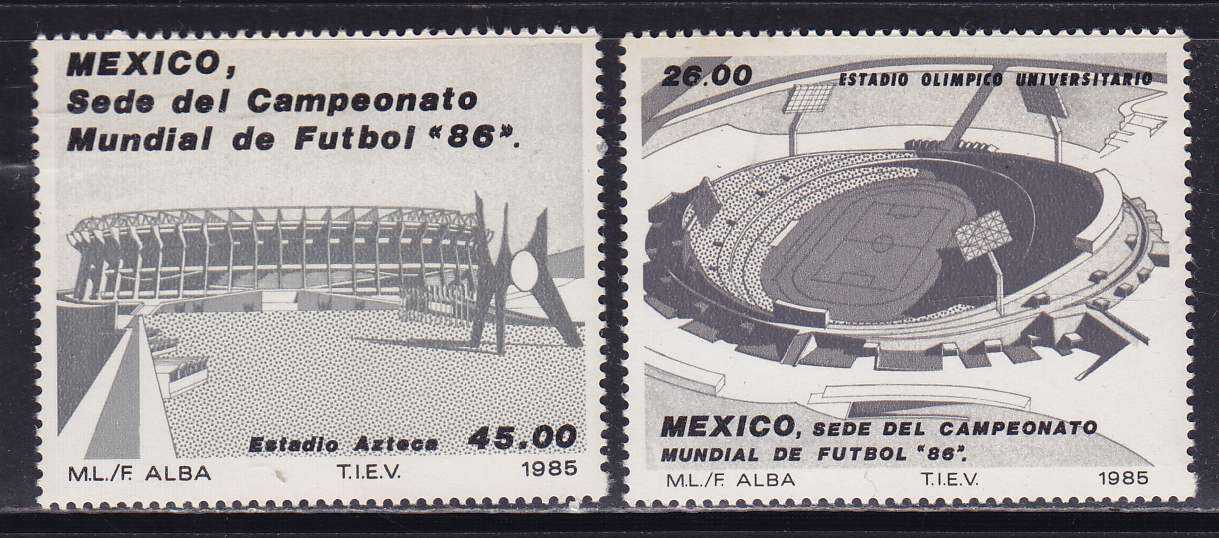 MEXICO,
Sede del Campeonato
Mundial de Futbol "86".
Estadio Azteca 45.00
M.L./F. ALBA T.I.E.V. 1985
26.00 ESTADIO OLIMPICO UNIVERSITARIO
MEXICO, SEDE DEL CAMPEONATO
MUNDIAL DE FUTBOL "86".
M.L./F. ALBA T.I.E.V. 1985